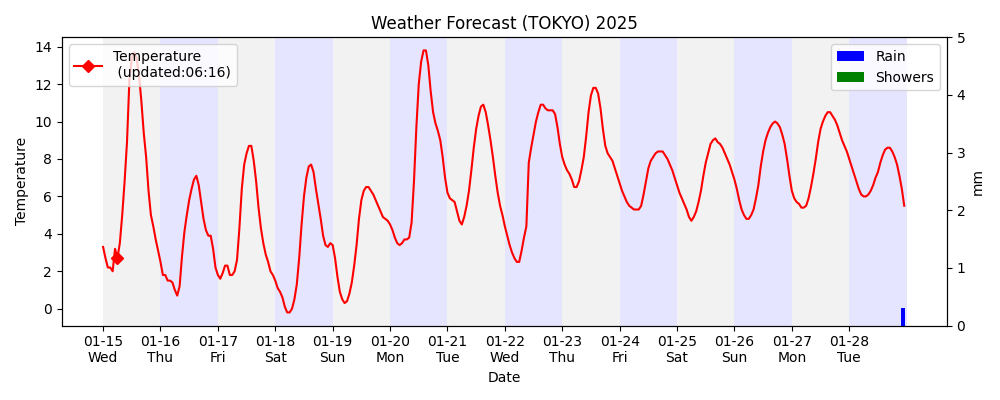 Weather Forecast (TOKYO) 2025
Temperature
(updated:06:16)
Rain
Showers
14
12
10
8
6
4
2
0
Temperature
5
4
3
2
1
0
mm
01-15 01-16 01-17 01-18 01-19 01-20 01-21 01-22 01-23 01-24 01-25 01-26 01-27 01-28
Wed Thu Fri Sat Sun Mon Tue Wed Thu Fri Sat Sun Mon Tue
Date